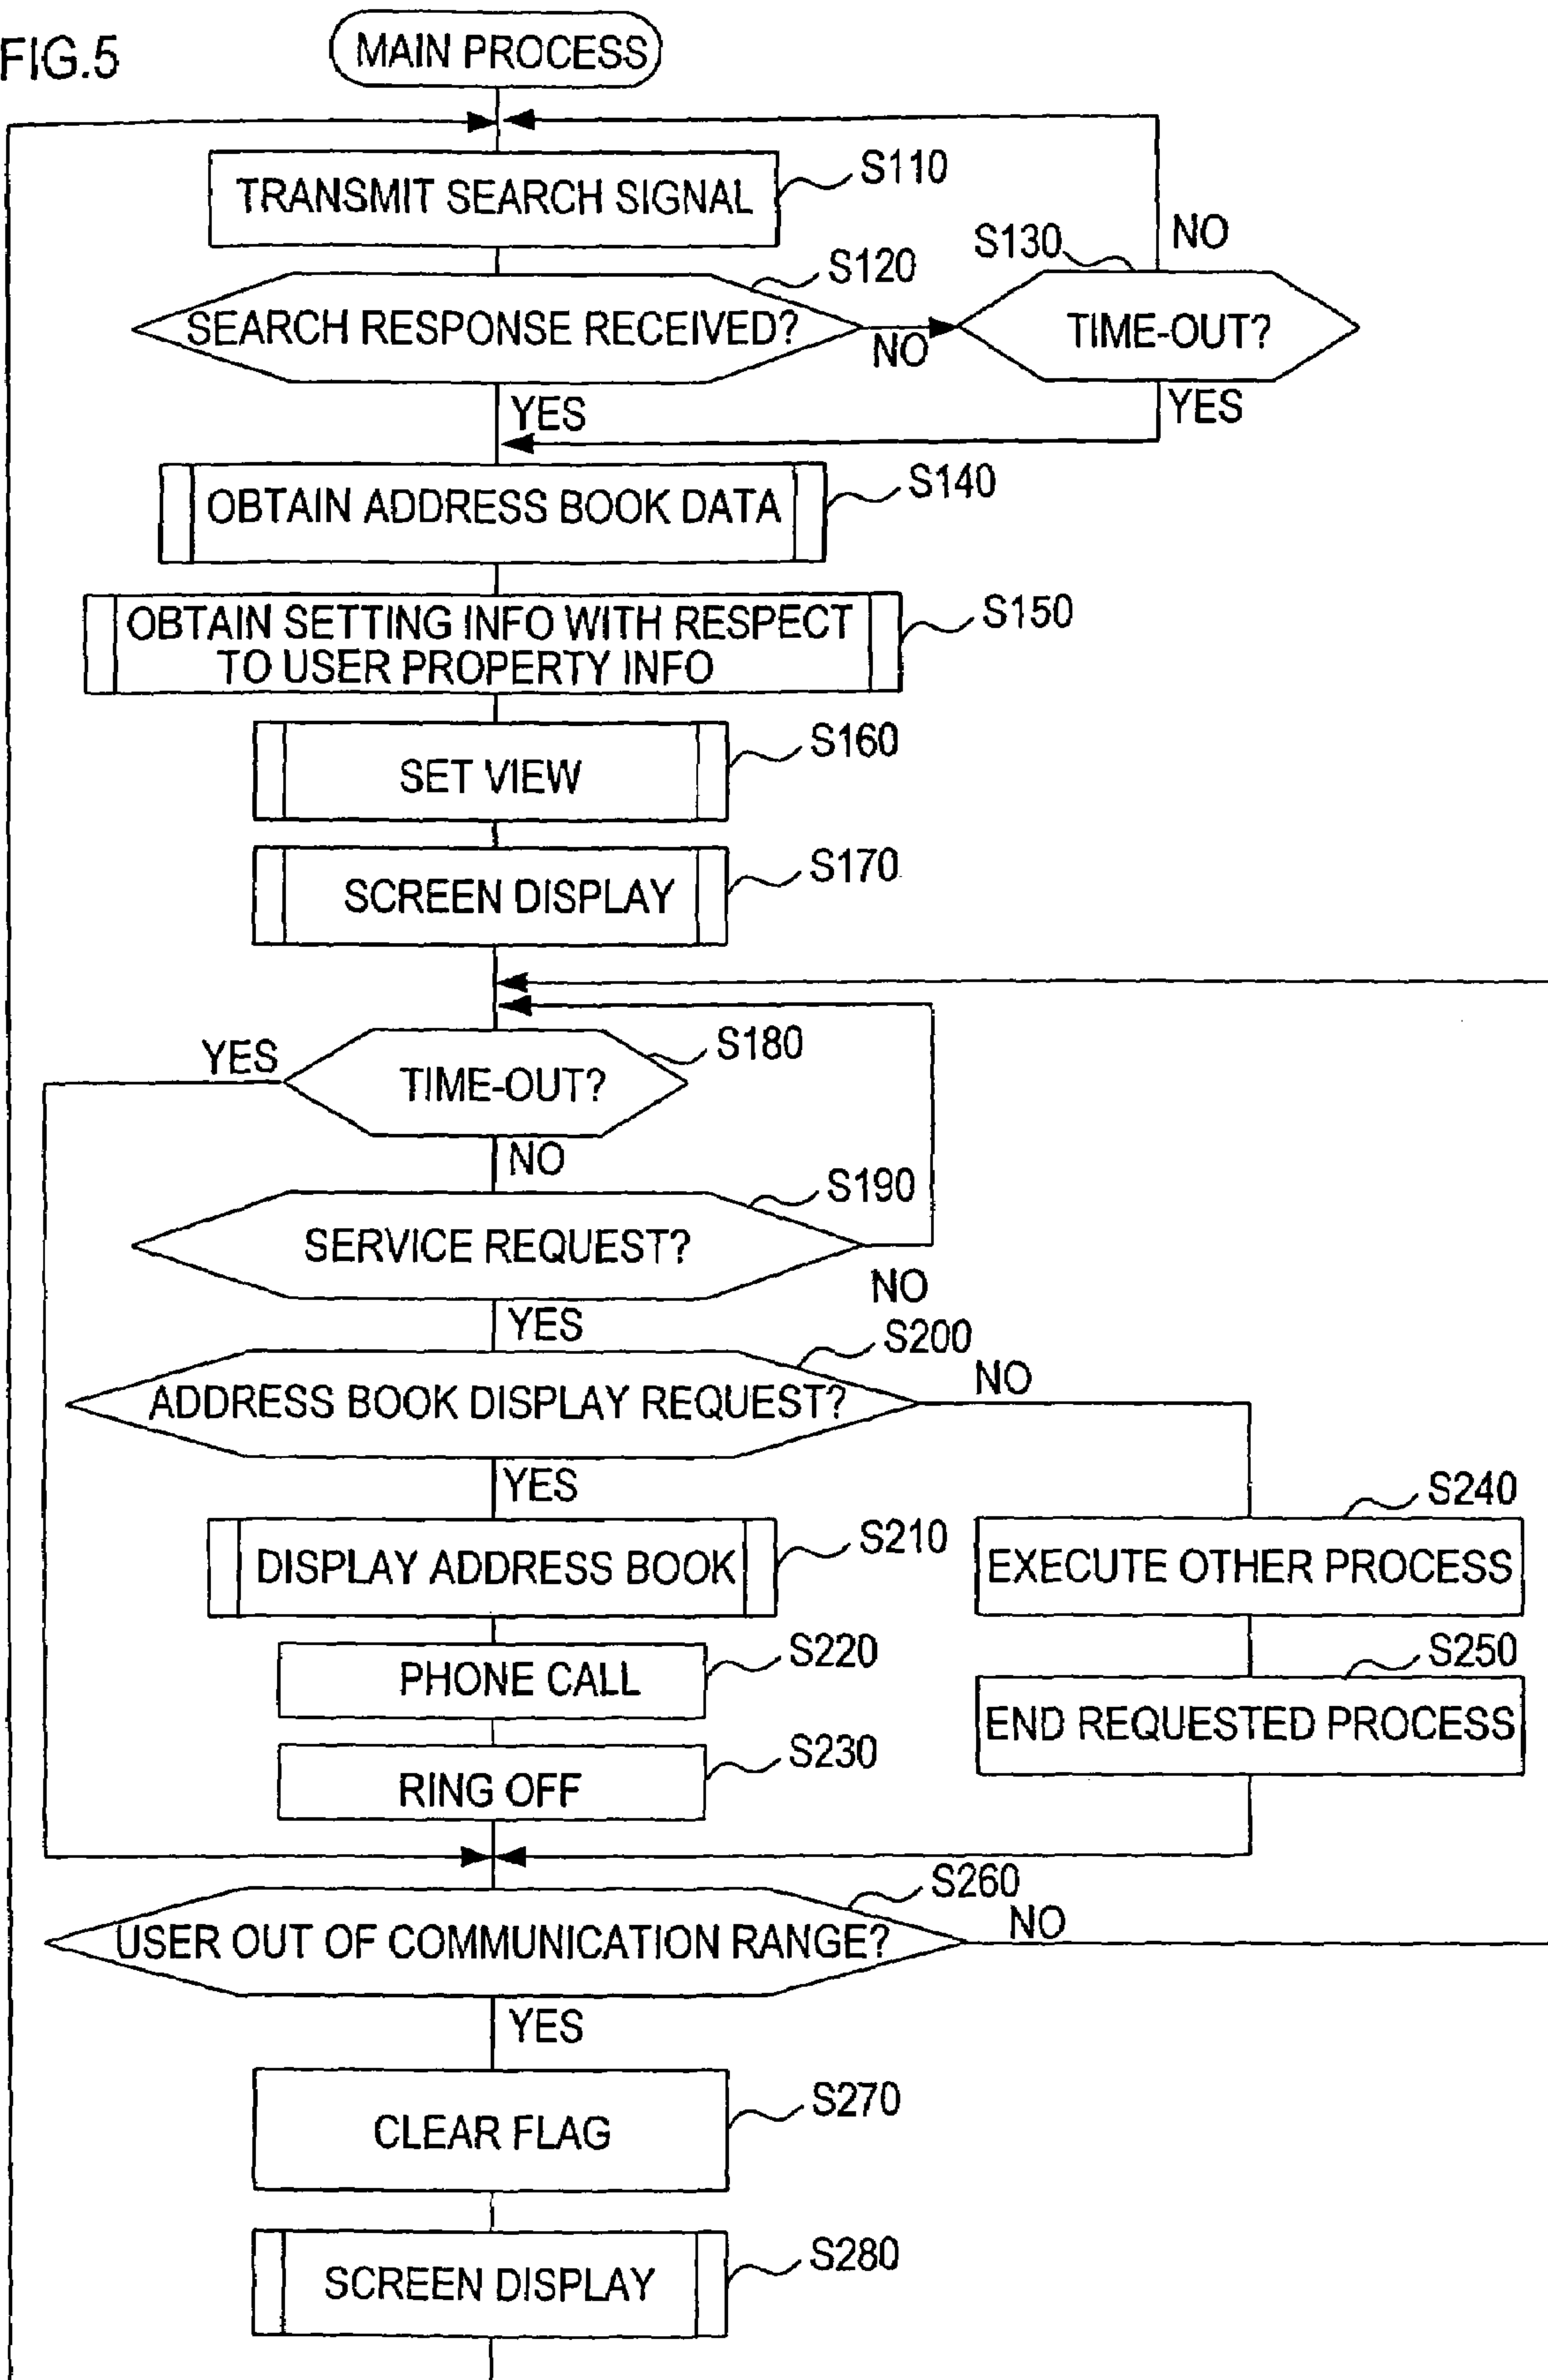 FIG.5
MAIN PROCESS
TRANSMIT SEARCH SIGNAL
S110
SEARCH RESPONSE RECEIVED?
S120
NO
S130
TIME-OUT?
NO
YES
YES
OBTAIN ADDRESS BOOK DATA
S140
OBTAIN SETTING INFO WITH RESPECT
TO USER PROPERTY INFO
S150
SET VIEW
S160
SCREEN DISPLAY
S170
YES
TIME-OUT?
S180
NO
SERVICE REQUEST?
S190
NO
YES
ADDRESS BOOK DISPLAY REQUEST?
S200
NO
YES
DISPLAY ADDRESS BOOK
S210
EXECUTE OTHER PROCESS
S240
PHONE CALL
S220
END REQUESTED PROCESS
S250
RING OFF
S230
USER OUT OF COMMUNICATION RANGE?
S260
NO
YES
CLEAR FLAG
S270
SCREEN DISPLAY
S280